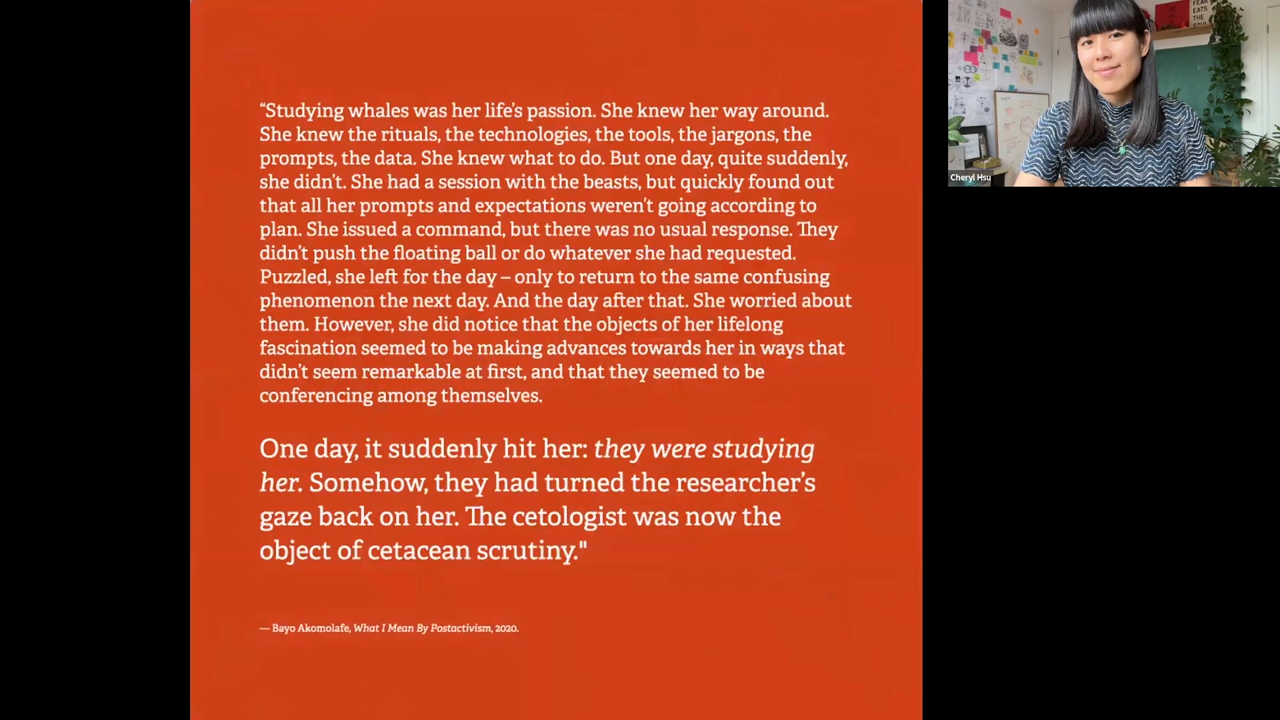 “Studying whales was her life’s passion. She knew her way around.
She knew the rituals, the technologies, the tools, the jargons, the
prompts, the data. She knew what to do. But one day, quite suddenly,
she didn’t. She had a session with the beasts, but quickly found out
that all her prompts and expectations weren’t going according to
plan. She issued a command, but there was no usual response. They
didn’t push the floating ball or do whatever she had requested.
Puzzled, she left for the day – only to return to the same confusing
phenomenon the next day. And the day after that. She worried about
them. However, she did notice that the objects of her lifelong
fascination seemed to be making advances towards her in ways that
didn’t seem remarkable at first, and that they seemed to be
conferencing among themselves.
One day, it suddenly hit her: they were studying
her. Somehow, they had turned the researcher’s
gaze back on her. The cetologist was now the
object of cetacean scrutiny."
— Bayo Akomolafe, What I Mean By Postactivism, 2020.
FEAR
EATS
THE
SOUL
Cheryl Hsu